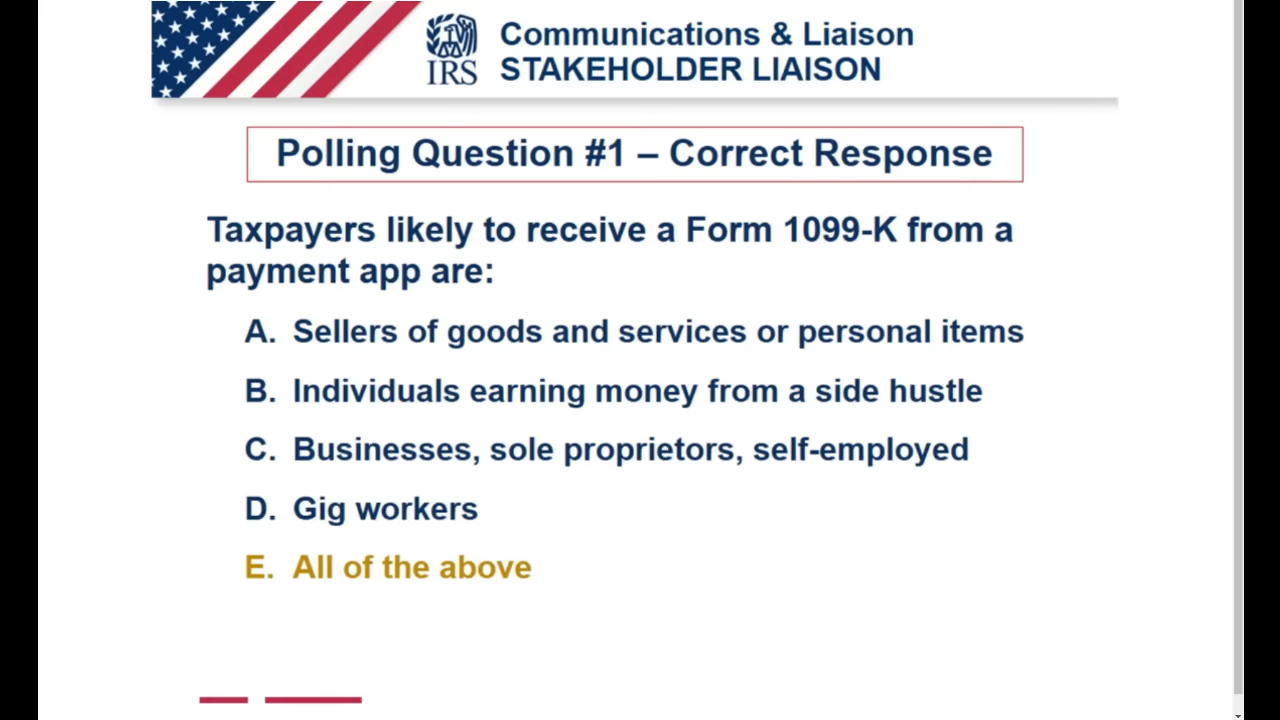 IRS
Communications & Liaison
STAKEHOLDER LIAISON
Polling Question #1 – Correct Response
Taxpayers likely to receive a Form 1099-K from a
payment app are:
A. Sellers of goods and services or personal items
B. Individuals earning money from a side hustle
C. Businesses, sole proprietors, self-employed
D. Gig workers
E. All of the above